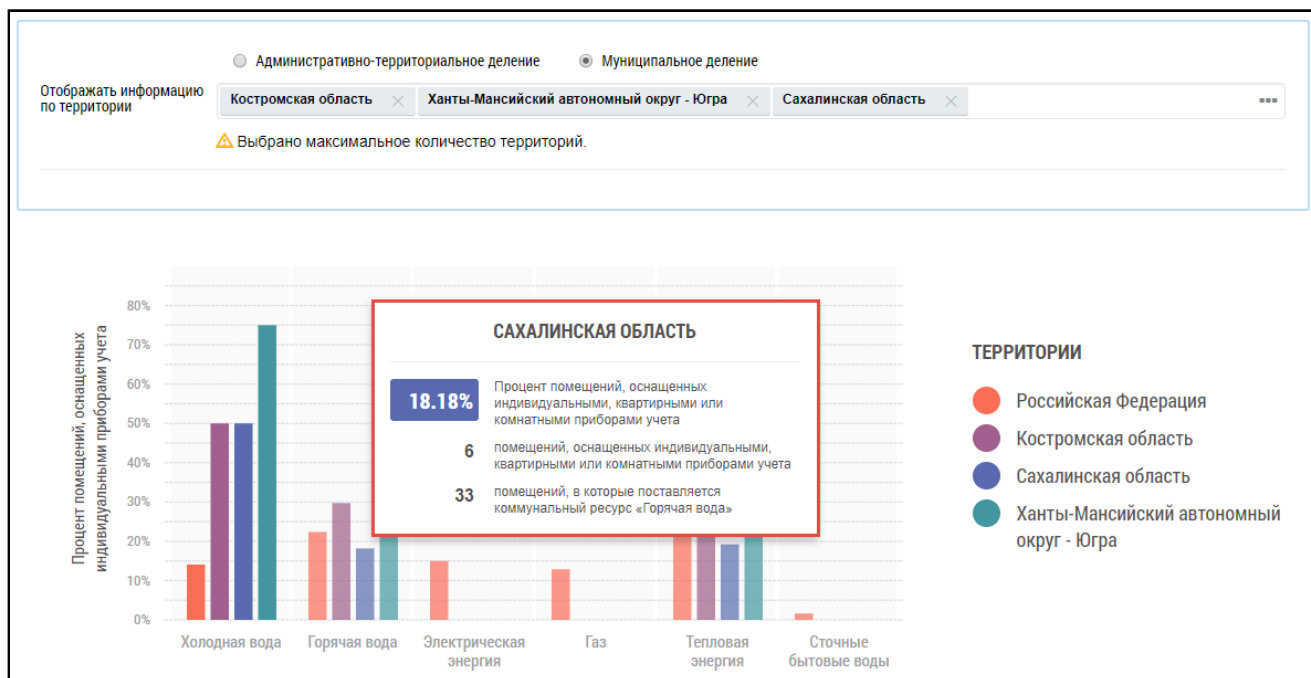 Административно-территориальное деление
Муниципальное деление
Отображать информацию
по территории
Костромская область
Ханты-Мансийский автономный округ - Югра
Сахалинская область
Выбрано максимальное количество территорий.
Процент помещений, оснащенных
индивидуальными приборами учета
80%
70%
60%
50%
40%
30%
20%
10%
0%
САХАЛИНСКАЯ ОБЛАСТЬ
18.18%
Процент помещений, оснащенных
индивидуальными, квартирными или
комнатными приборами учета
6
помещений, оснащенных индивидуальными,
квартирными или комнатными приборами учета
33
помещений, в которые поставляется
коммунальный ресурс «Горячая вода»
Холодная вода
Горячая вода
Электрическая
энергия
Газ
Тепловая
энергия
Сточные
бытовые воды
ТЕРРИТОРИИ
Российская Федерация
Костромская область
Сахалинская область
Ханты-Мансийский автономный
округ - Югра